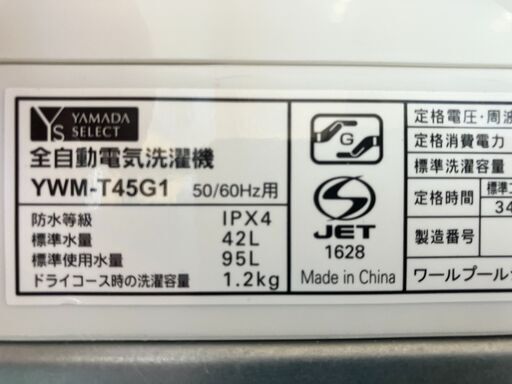 YS YAMADA
SELECT
全自動電気洗濯機
YWM-T45G1 50/60Hz用
防水等級 IPX4
標準水量 42L
標準使用水量 95L
ドライコース時の洗濯容量 1.2kg
G
S
JET
1628
Made in China
定格電圧・周波
定格消費電力
標準洗濯容量
定格時間 標準コ
34
製造番号
ワールプール